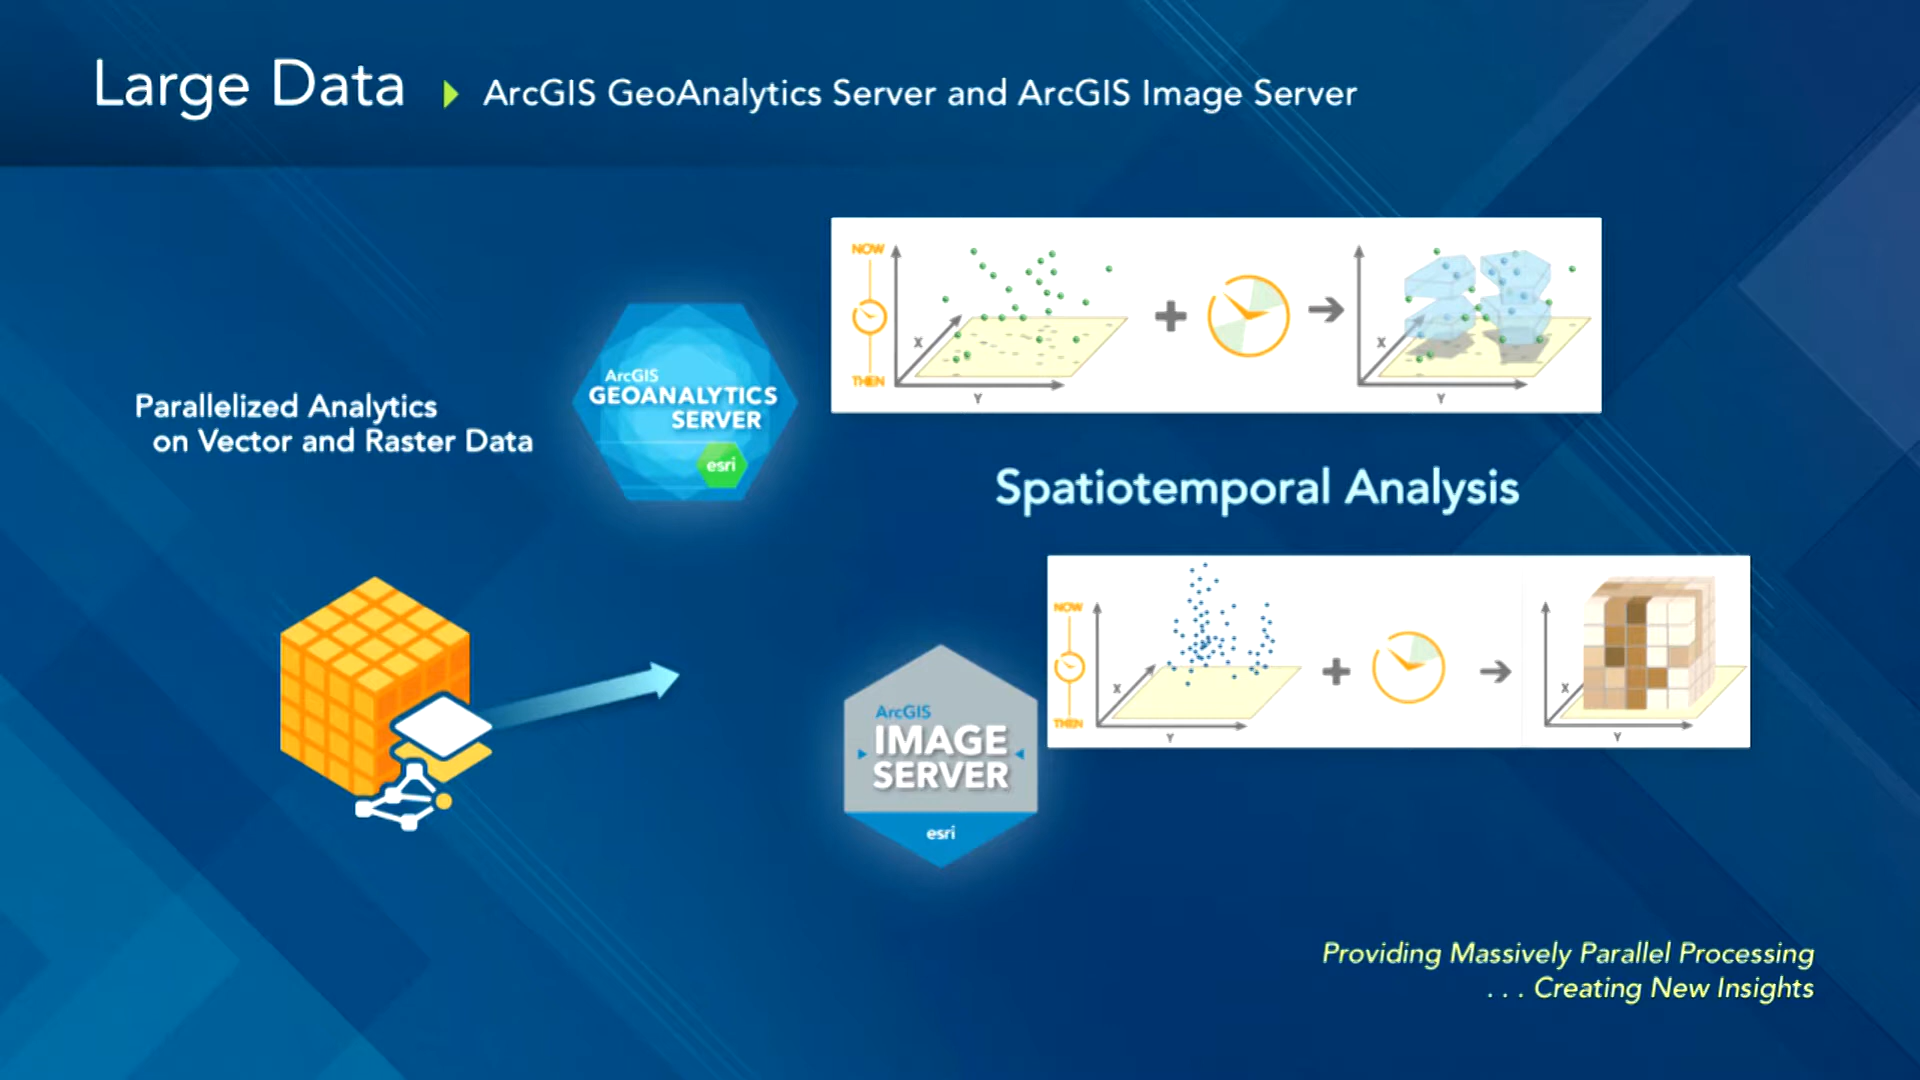 Large Data
ArcGIS GeoAnalytics Server and ArcGIS Image Server
Parallelized Analytics
on Vector and Raster Data
ArcGIS
GEOANALYTICS
SERVER
esri
NOW
THEN
X
Y
X
Y
Spatiotemporal Analysis
ArcGIS
IMAGE
SERVER
esri
NOW
THEN
X
Y
X
Y
Providing Massively Parallel Processing
. . . Creating New Insights